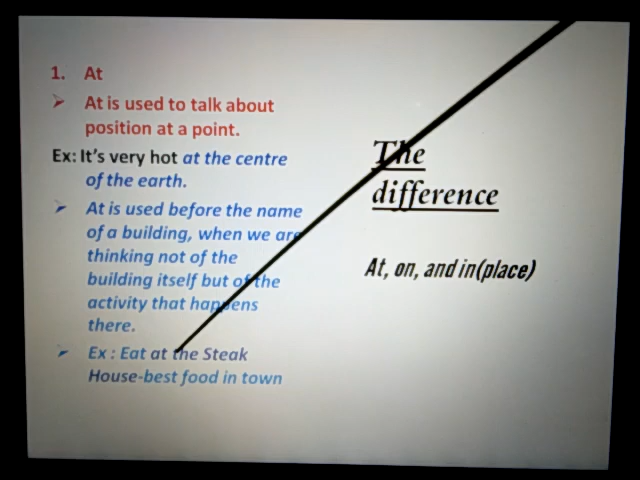 1. At
➢ At is used to talk about
position at a point.
Ex: It's very hot at the centre
of the earth.
➢ At is used before the name
of a building, when we are
thinking not of the
building itself but of the
activity that happens
there.
➢ Ex : Eat at the Steak
House-best food in town
The
difference
At, on, and in(place)